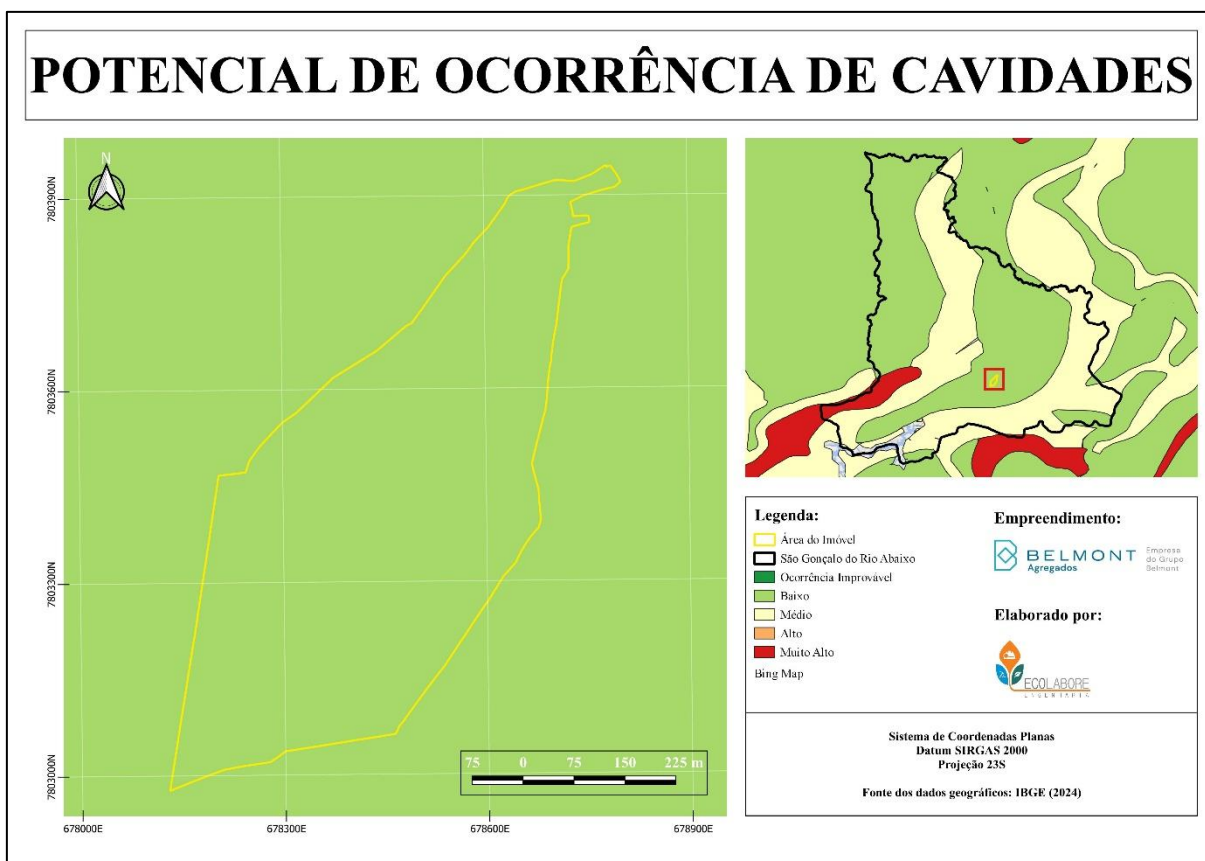 POTENCIAL DE OCORRÊNCIA DE CAVIDADES
N
7803900N
7803600N
7803300N
7803000N
75 0 75 150 225 m
678000E 678300E 678600E 678900E
Legenda:
Área do Imóvel
São Gonçalo do Rio Abaixo
Ocorrência Improvável
Baixo
Médio
Alto
Muito Alto
Bing Map
Empreendimento:
BELMONT
Agregados
Empresa
do Grupo
Belmont
Elaborado por:
ECOLABORE
ENGENHARIA
Sistema de Coordenadas Planas
Datum SIRGAS 2000
Projeção 23S
Fonte dos dados geográficos: IBGE (2024)